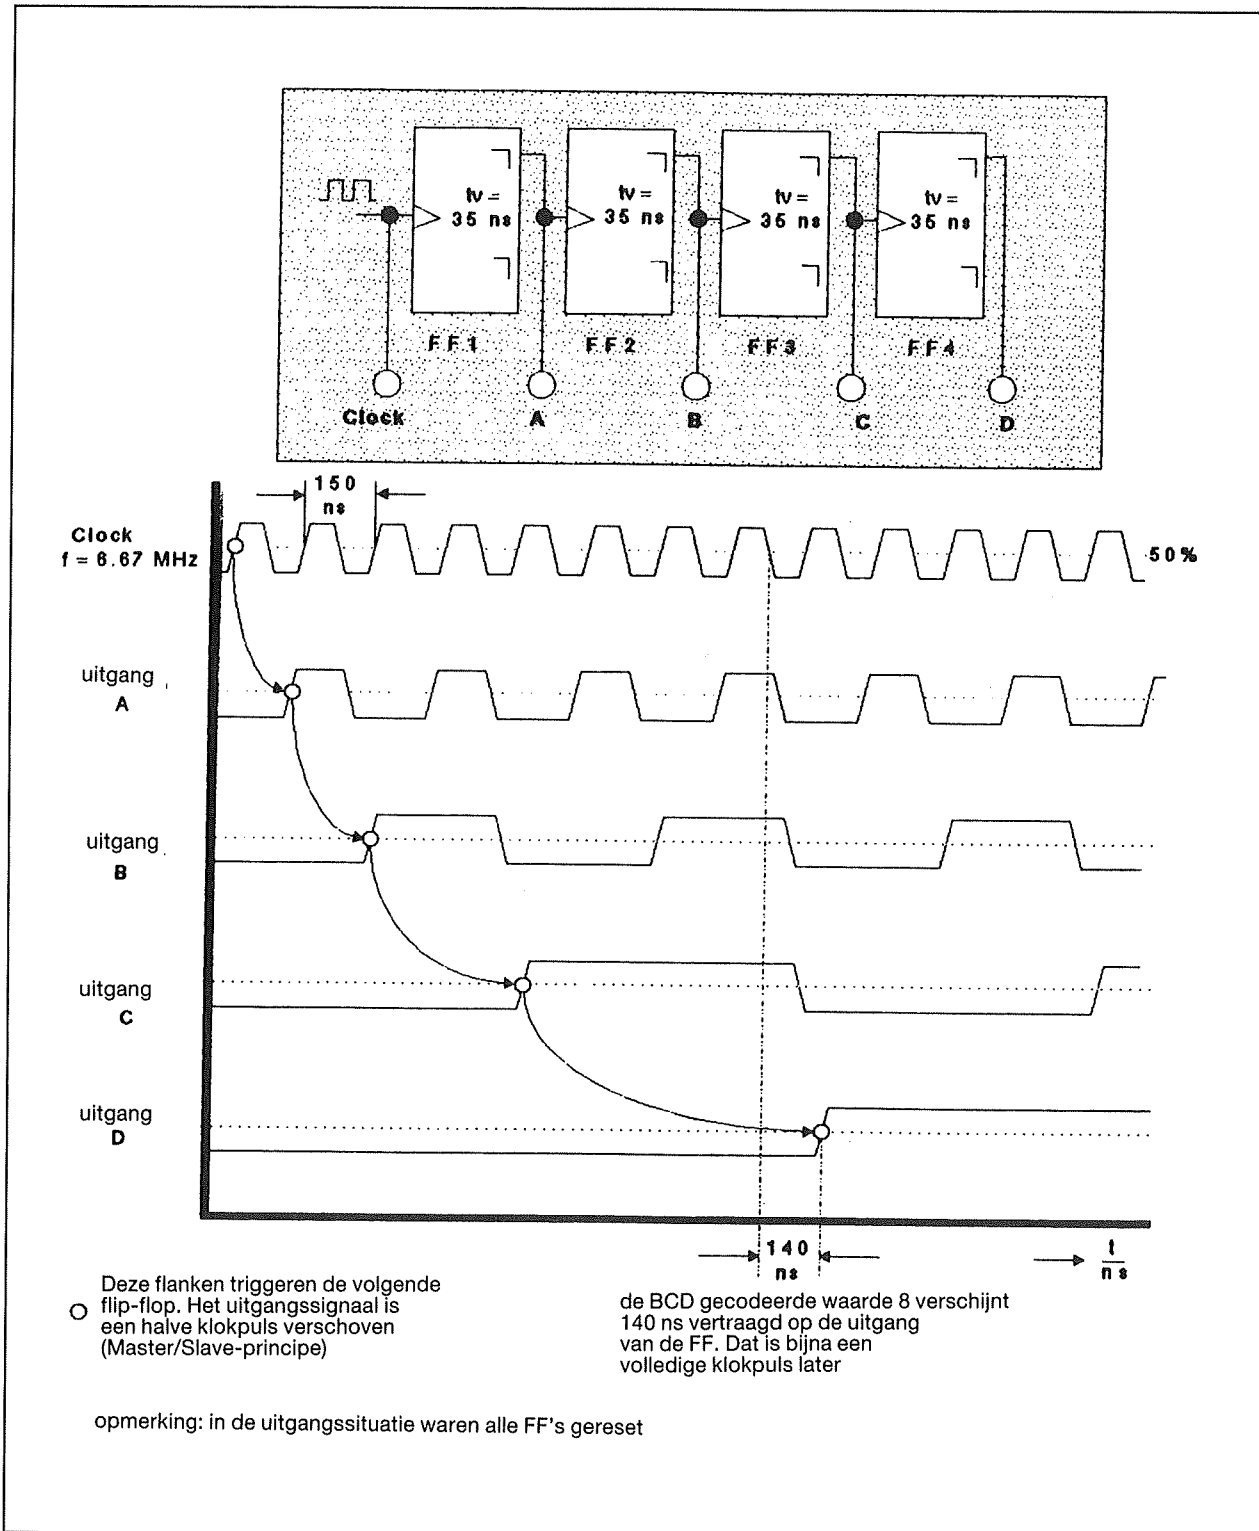 tv =
35 ns
tv =
35 ns
tv =
35 ns
tv =
35 ns
FF1
FF2
FF3
FF4
Clock
A
B
C
D
150
ns
Clock
f = 6.67 MHz
50%
uitgang
A
uitgang
B
uitgang
C
uitgang
D
140
ns
t
ns
Deze flanken triggeren de volgende
flip-flop. Het uitgangssignaal is
een halve klokpuls verschoven
(Master/Slave-principe)
de BCD gecodeerde waarde 8 verschijnt
140 ns vertraagd op de uitgang
van de FF. Dat is bijna een
volledige klokpuls later
opmerking: in de uitgangssituatie waren alle FF's gereset